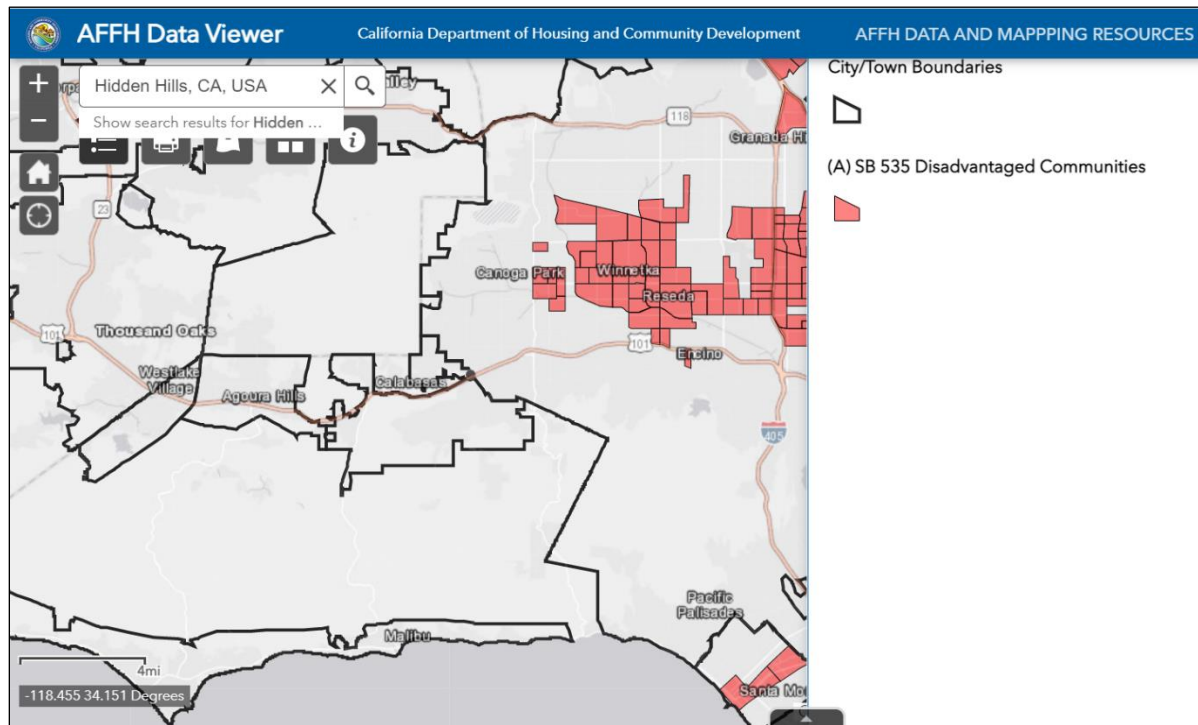 AFFH Data Viewer
California Department of Housing and Community Development
AFFH DATA AND MAPPPING RESOURCES
+
Hidden Hills, CA, USA
Show search results for Hidden ...
−
City/Town Boundaries
(A) SB 535 Disadvantaged Communities
118
Granada
23
Canoga Park
Winnetka
Reseda
101
Thousand Oaks
101
Encino
Westlake
Village
Agoura Hills
Calabasas
405
Pacific
Palisades
Malibu
4mi
-118.455 34.151 Degrees
Santa